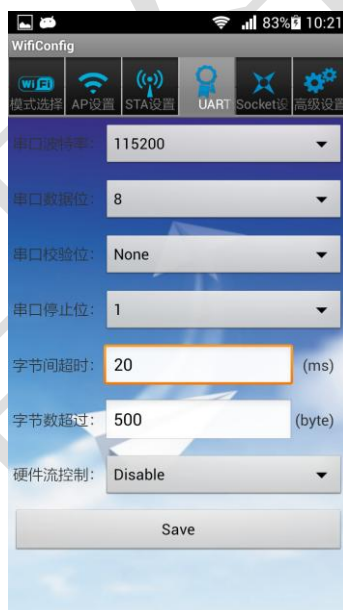 83% 10:21
WifiConfig
WiFi
模式选择 AP设置 STA设置 UART Socket设 高级设置
串口波特率: 115200
串口数据位: 8
串口校验位: None
串口停止位: 1
字节间超时: 20 (ms)
字节数超过: 500 (byte)
硬件流控制: Disable
Save